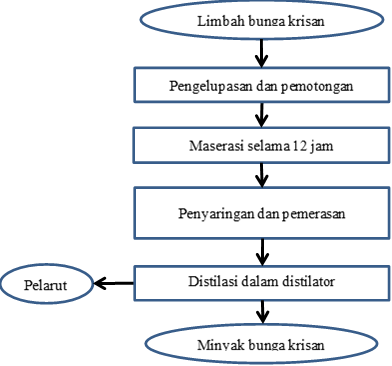 Limbah bunga krisan
Pengelupasan dan pemotongan
Maserasi selama 12 jam
Penyaringan dan pemerasan
Pelarut
Distilasi dalam distilator
Minyak bunga krisan